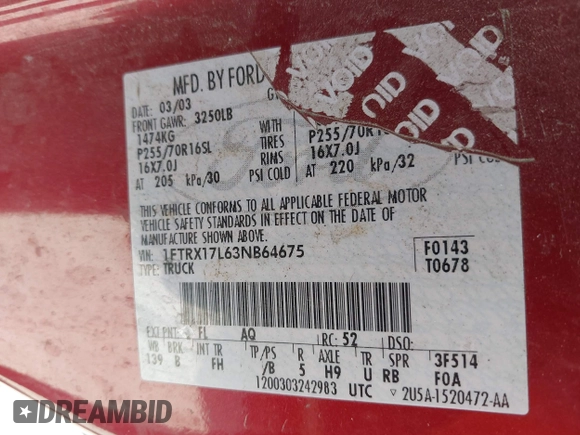 MFD. BY FORD
VOID VOID VOID
VOID VOID
DATE: 03/03
FRONT GAWR: 3250LB
1474KG WITH
P255/70R16SL TIRES P255/70R16
16X7.0J RIMS 16X7.0J
AT 205 kPa/30 PSI COLD AT 220 kPa/32 PSI COLD
THIS VEHICLE CONFORMS TO ALL APPLICABLE FEDERAL MOTOR
VEHICLE SAFETY STANDARDS IN EFFECT ON THE DATE OF
MANUFACTURE SHOWN ABOVE.
VIN: 1FTRX17L63NB64675 F0143
TYPE: TRUCK T0678
EXT PNT: FL AQ RC: 52 DSO:
WB BRK INT TR TP/PS R AXLE TR SPR 3F514
139 B FH /B 5 H9 U RB F0A
1200303242983 UTC 2U5A-1520472-AA
DREAMBID